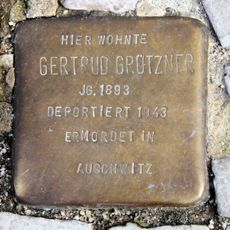 HIER WOHNTE
GERTRUD GROTZNER
JG. 1893
DEPORTIERT 1943
ERMORDET IN
AUSCHWITZ